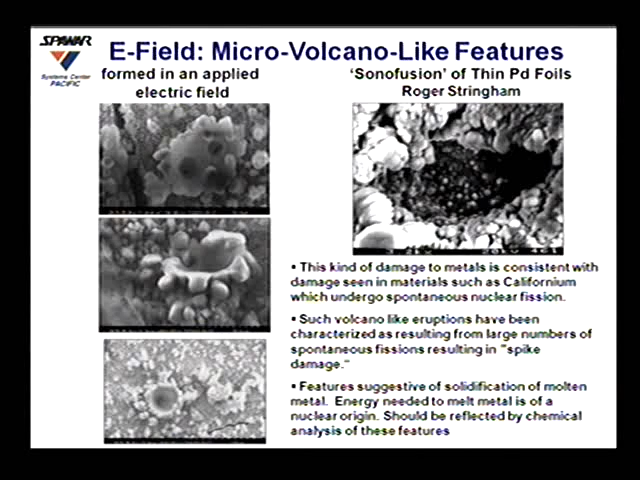 SPAWAR
Systems Center
PACIFIC
E-Field: Micro-Volcano-Like Features
formed in an applied
electric field
‘Sonofusion’ of Thin Pd Foils
Roger Stringham
▪ This kind of damage to metals is consistent with
damage seen in materials such as Californium
which undergo spontaneous nuclear fission.
▪ Such volcano like eruptions have been
characterized as resulting from large numbers of
spontaneous fissions resulting in "spike
damage."
▪ Features suggestive of solidification of molten
metal. Energy needed to melt metal is of a
nuclear origin. Should be reflected by chemical
analysis of these features